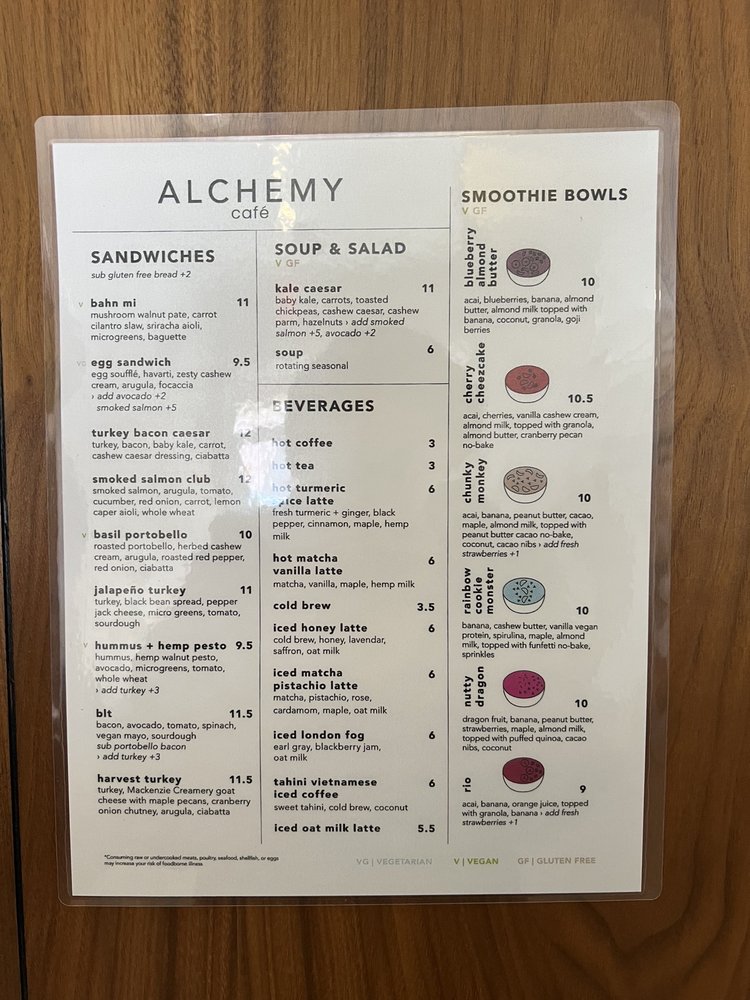 ALCHEMY
café
SANDWICHES
sub gluten free bread +2
V bahn mi 11
mushroom walnut pate, carrot
cilantro slaw, sriracha aioli,
microgreens, baguette
VG egg sandwich 9.5
egg soufflé, havarti, zesty cashew
cream, arugula, focaccia
› add avocado +2
smoked salmon +5
turkey bacon caesar 12
turkey, bacon, baby kale, carrot,
cashew caesar dressing, ciabatta
smoked salmon club 12
smoked salmon, arugula, tomato,
cucumber, red onion, carrot, lemon
caper aioli, whole wheat
V basil portobello 10
roasted portobello, herbed cashew
cream, arugula, roasted red pepper,
red onion, ciabatta
jalapeño turkey 11
turkey, black bean spread, pepper
jack cheese, micro greens, tomato,
sourdough
V hummus + hemp pesto 9.5
hummus, hemp walnut pesto,
avocado, microgreens, tomato,
whole wheat
› add turkey +3
blt 11.5
bacon, avocado, tomato, spinach,
vegan mayo, sourdough
sub portobello bacon
› add turkey +3
harvest turkey 11.5
turkey, Mackenzie Creamery goat
cheese with maple pecans, cranberry
onion chutney, arugula, ciabatta
SOUP & SALAD
V GF
kale caesar 11
baby kale, carrots, toasted
chickpeas, cashew caesar, cashew
parm, hazelnuts › add smoked
salmon +5, avocado +2
soup 6
rotating seasonal
BEVERAGES
hot coffee 3
hot tea 3
hot turmeric 6
spice latte
fresh turmeric + ginger, black
pepper, cinnamon, maple, hemp
milk
hot matcha
vanilla latte 6
matcha, vanilla, maple, hemp milk
cold brew 3.5
iced honey latte 6
cold brew, honey, lavendar,
saffron, oat milk
iced matcha 6
pistachio latte
matcha, pistachio, rose,
cardamom, maple, oat milk
iced london fog 6
earl gray, blackberry jam,
oat milk
tahini vietnamese 6
iced coffee
sweet tahini, cold brew, coconut
iced oat milk latte 5.5
SMOOTHIE BOWLS
V GF
blueberry
almond
butter
10
acai, blueberries, banana, almond
butter, almond milk topped with
banana, coconut, granola, goji
berries
cherry
cheezcake
10.5
acai, cherries, vanilla cashew cream,
almond milk, topped with granola,
almond butter, cranberry pecan
no-bake
chunky
monkey
10
acai, banana, peanut butter, cacao,
maple, almond milk, topped with
peanut butter cacao no-bake,
coconut, cacao nibs › add fresh
strawberries +1
rainbow
cookie
monster
10
banana, cashew butter, vanilla vegan
protein, spirulina, maple, almond
milk, topped with funfetti no-bake,
sprinkles
nutty
dragon
10
dragon fruit, banana, peanut butter,
strawberries, maple, almond milk,
topped with puffed quinoa, cacao
nibs, coconut
rio
9
acai, banana, orange juice, topped
with granola, banana › add fresh
strawberries +1
*Consuming raw or undercooked meats, poultry, seafood, shellfish, or eggs
may increase your risk of foodborne illness
VG | VEGETARIAN V | VEGAN GF | GLUTEN FREE